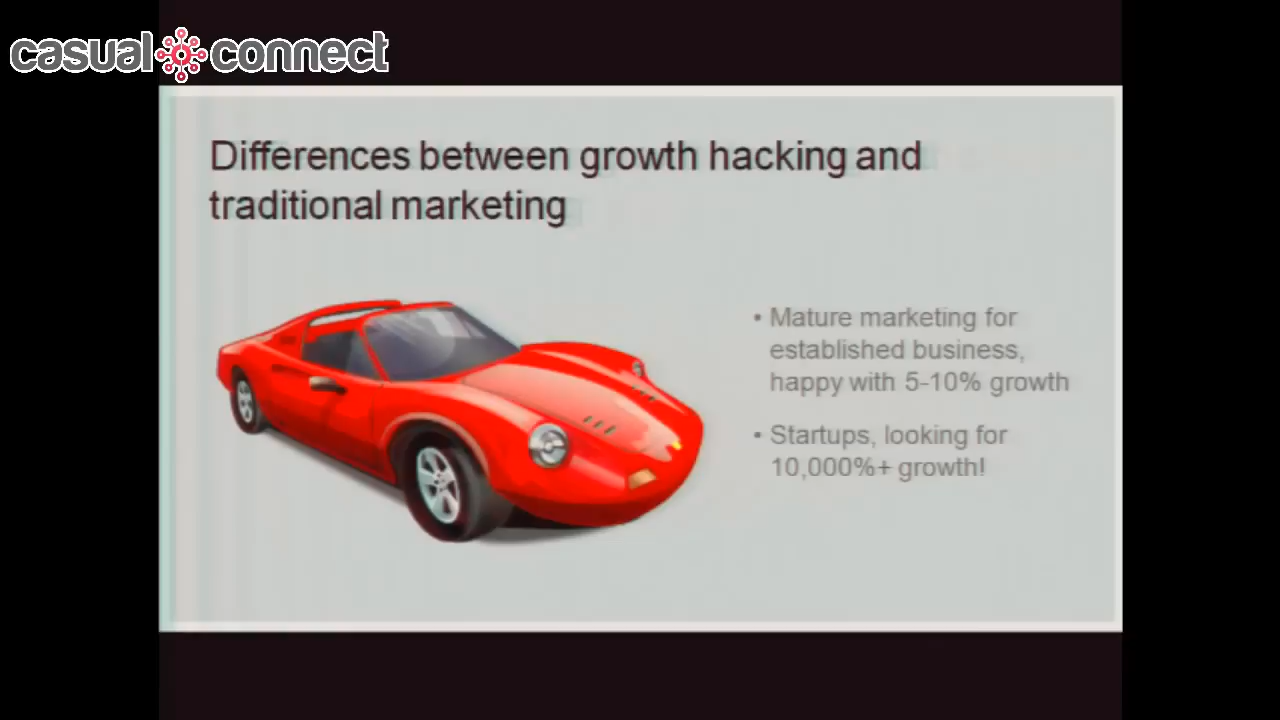 casual connect
Differences between growth hacking and
traditional marketing
• Mature marketing for
established business,
happy with 5-10% growth
• Startups, looking for
10,000%+ growth!